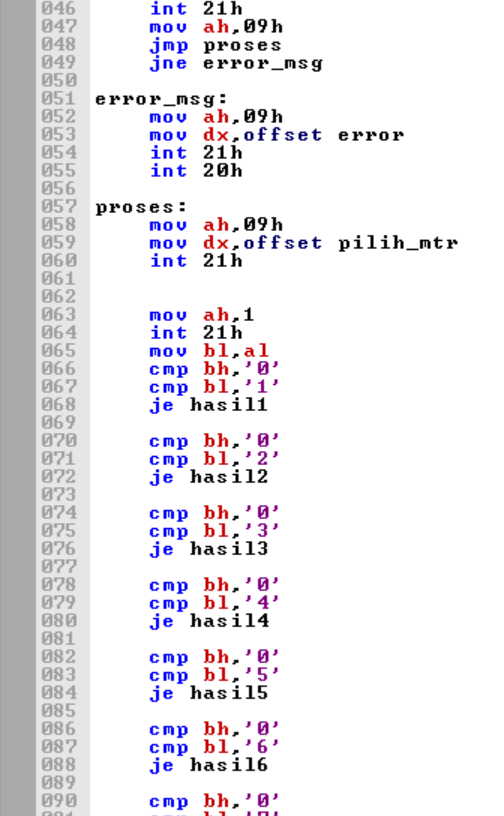 046 int 21h
047 mov ah,09h
048 jmp proses
049 jne error_msg
050
051 error_msg:
052 mov ah,09h
053 mov dx,offset error
054 int 21h
055 int 20h
056
057 proses:
058 mov ah,09h
059 mov dx,offset pilih_mtr
060 int 21h
061
062
063 mov ah,1
064 int 21h
065 mov bl,al
066 cmp bh,'0'
067 cmp bl,'1'
068 je hasil1
069
070 cmp bh,'0'
071 cmp bl,'2'
072 je hasil2
073
074 cmp bh,'0'
075 cmp bl,'3'
076 je hasil3
077
078 cmp bh,'0'
079 cmp bl,'4'
080 je hasil4
081
082 cmp bh,'0'
083 cmp bl,'5'
084 je hasil5
085
086 cmp bh,'0'
087 cmp bl,'6'
088 je hasil6
089
090 cmp bh,'0'